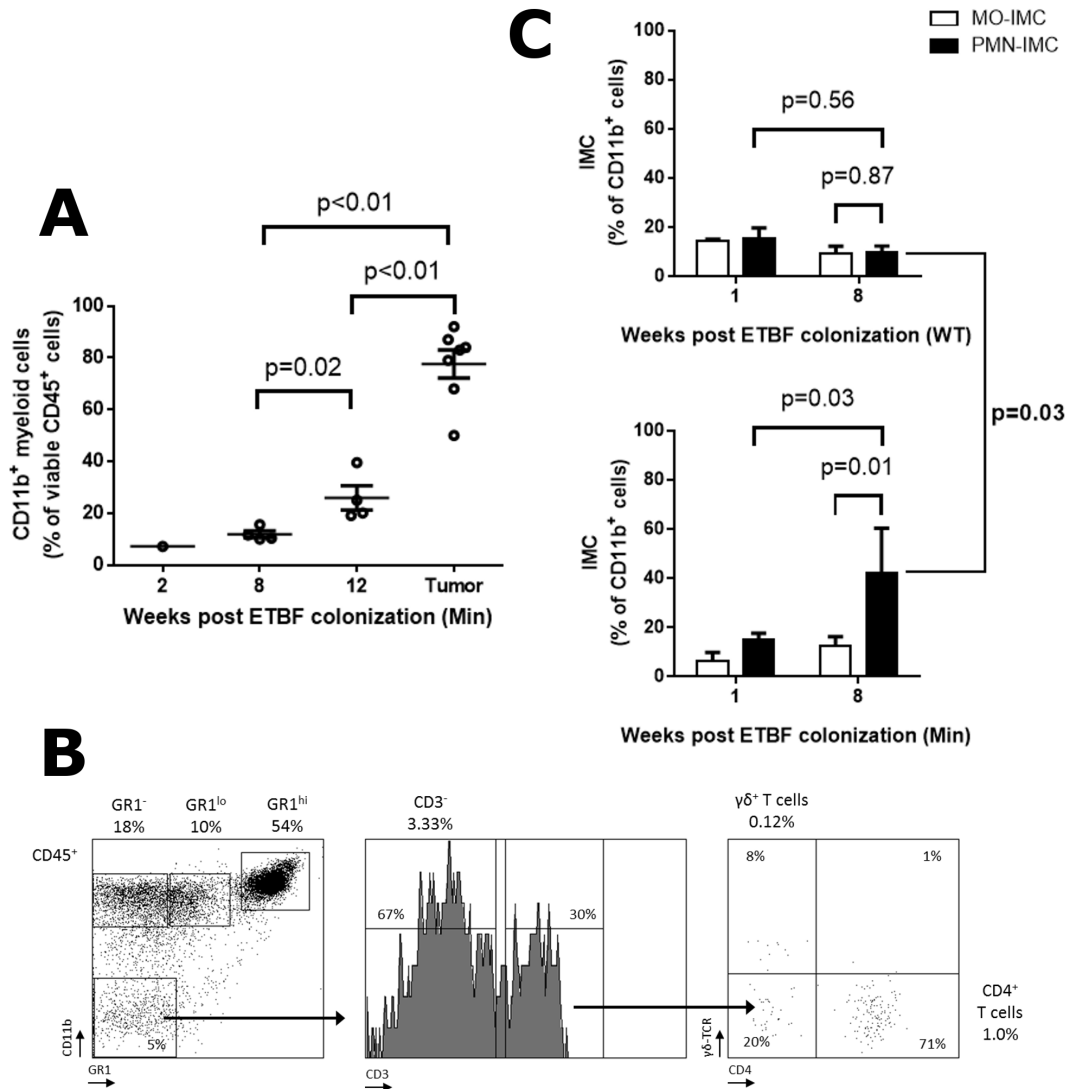 A
p<0.01
p<0.01
p=0.02
CD11b⁺ myeloid cells
(% of viable CD45⁺ cells)
100
80
60
40
20
0
2 8 12 Tumor
Weeks post ETBF colonization (Min)
C
MO-IMC
PMN-IMC
p=0.56
p=0.87
IMC
(% of CD11b⁺ cells)
100
80
60
40
20
0
1 8
Weeks post ETBF colonization (WT)
p=0.03
p=0.03
p=0.01
IMC
(% of CD11b⁺ cells)
100
80
60
40
20
0
1 8
Weeks post ETBF colonization (Min)
B
GR1⁻ GR1ˡᵒ GR1ʰⁱ
18% 10% 54%
CD45⁺
5%
CD11b
GR1
CD3⁻
3.33%
67% 30%
CD3
γδ⁺ T cells
0.12%
8% 1%
20% 71%
γδ-TCR
CD4
CD4⁺
T cells
1.0%